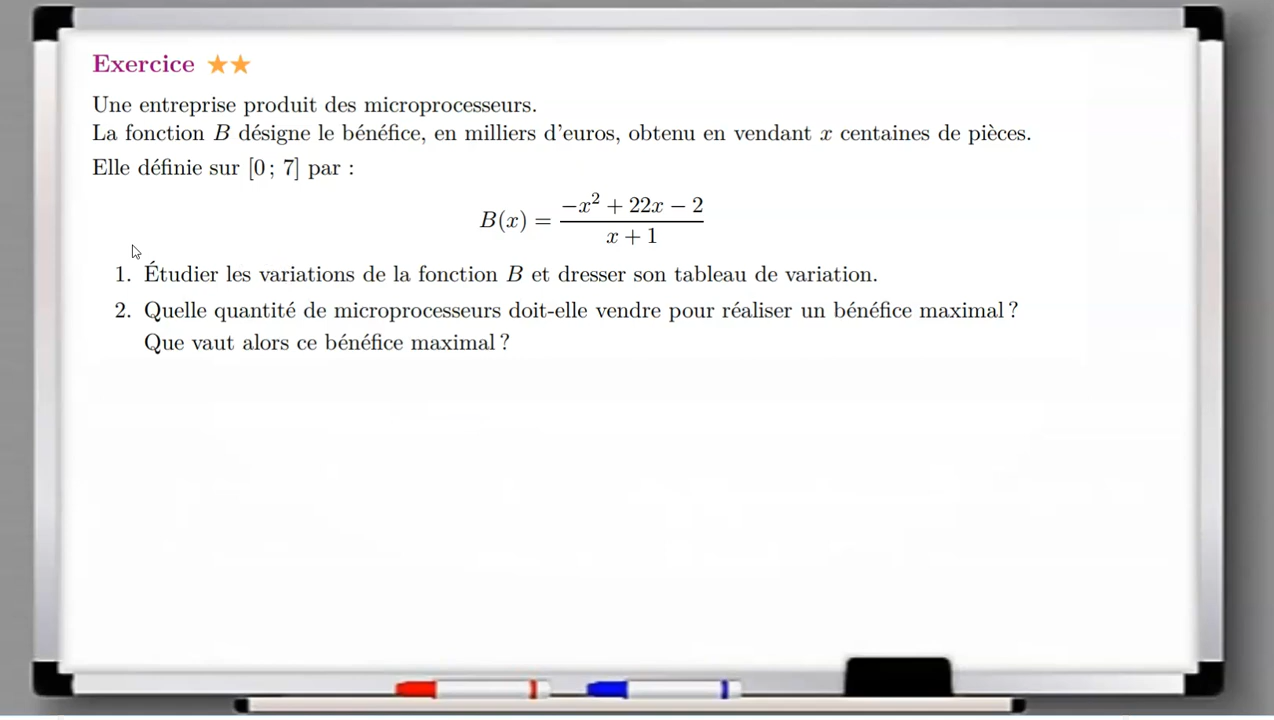 Exercice ★★
Une entreprise produit des microprocesseurs.
La fonction B désigne le bénéfice, en milliers d'euros, obtenu en vendant x centaines de pièces.
Elle définie sur [0 ; 7] par :
B(x) = (−x² + 22x − 2) / (x + 1)
1. Étudier les variations de la fonction B et dresser son tableau de variation.
2. Quelle quantité de microprocesseurs doit-elle vendre pour réaliser un bénéfice maximal ?
Que vaut alors ce bénéfice maximal ?